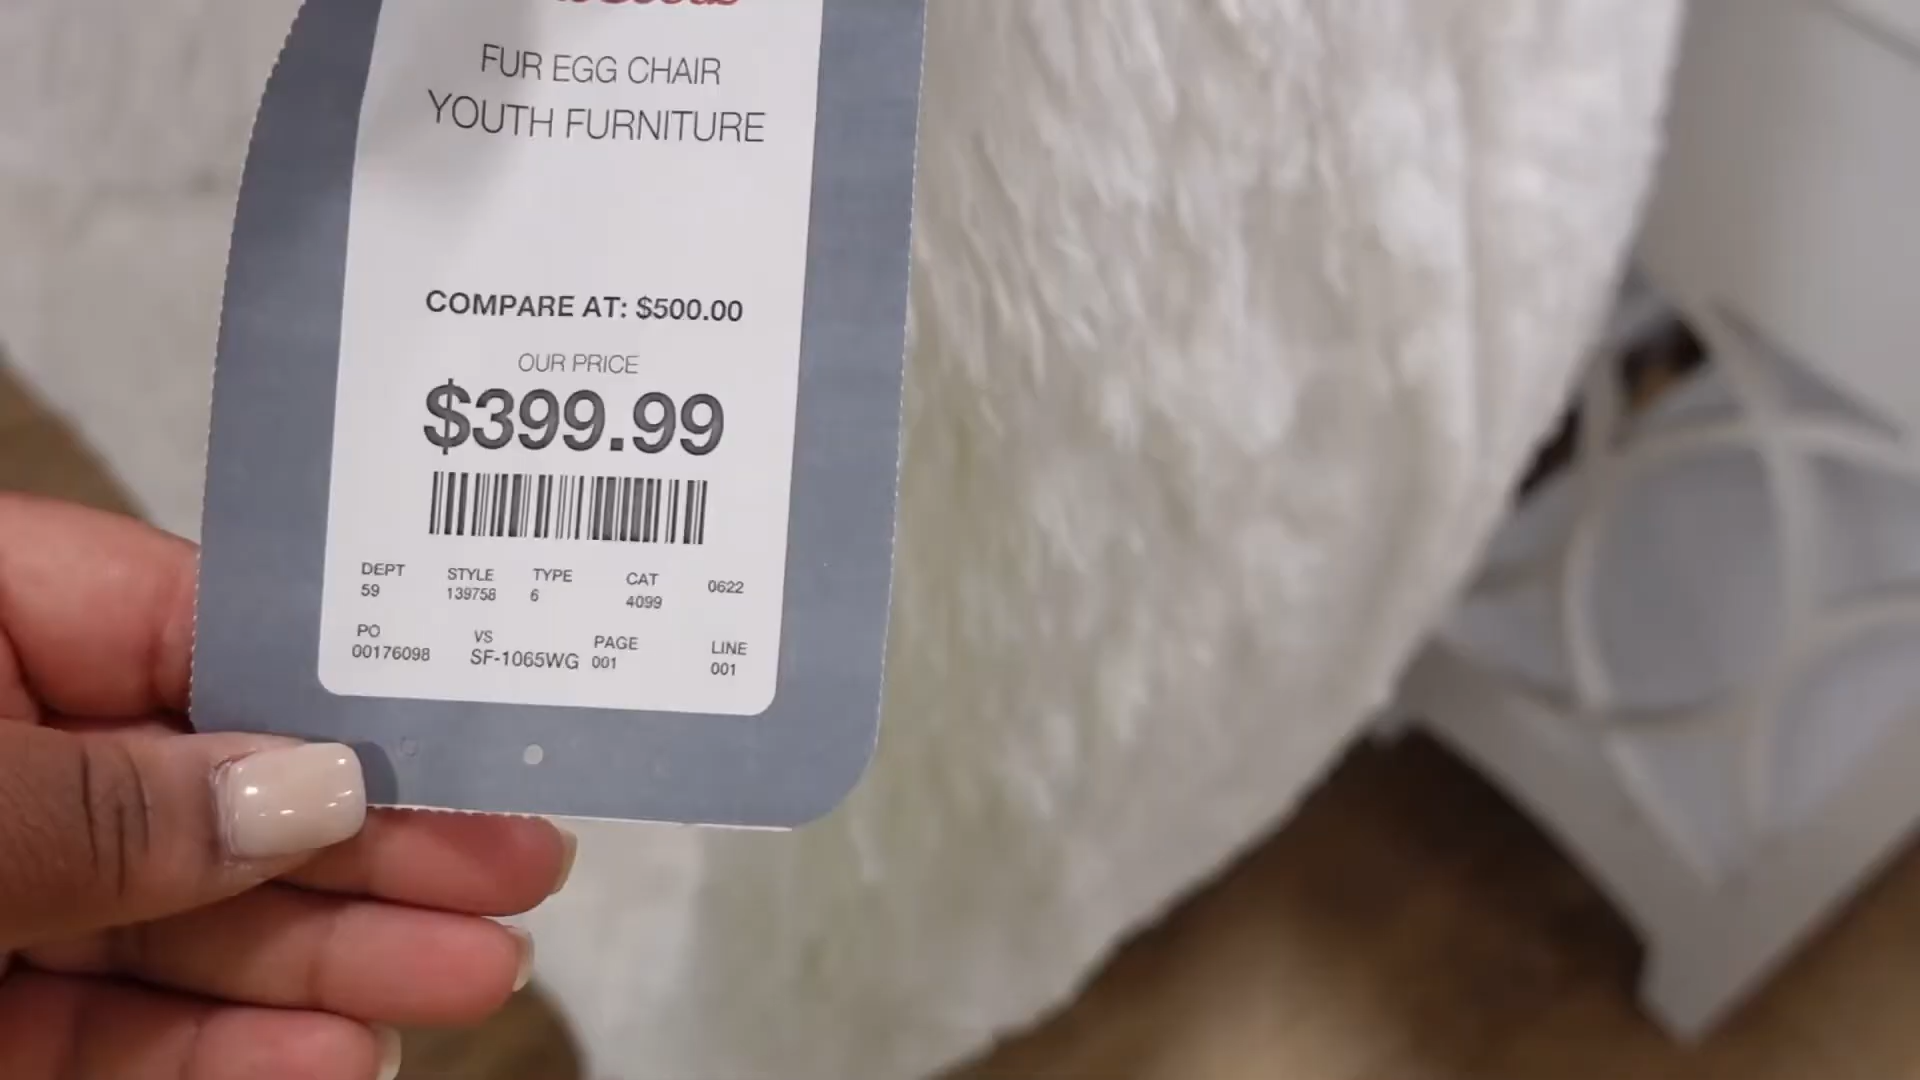 FUR EGG CHAIR
YOUTH FURNITURE
COMPARE AT: $500.00
OUR PRICE
$399.99
DEPT STYLE TYPE CAT 0622
59 139758 6 4099
PO VS PAGE LINE
00176098 SF-1065WG 001 001